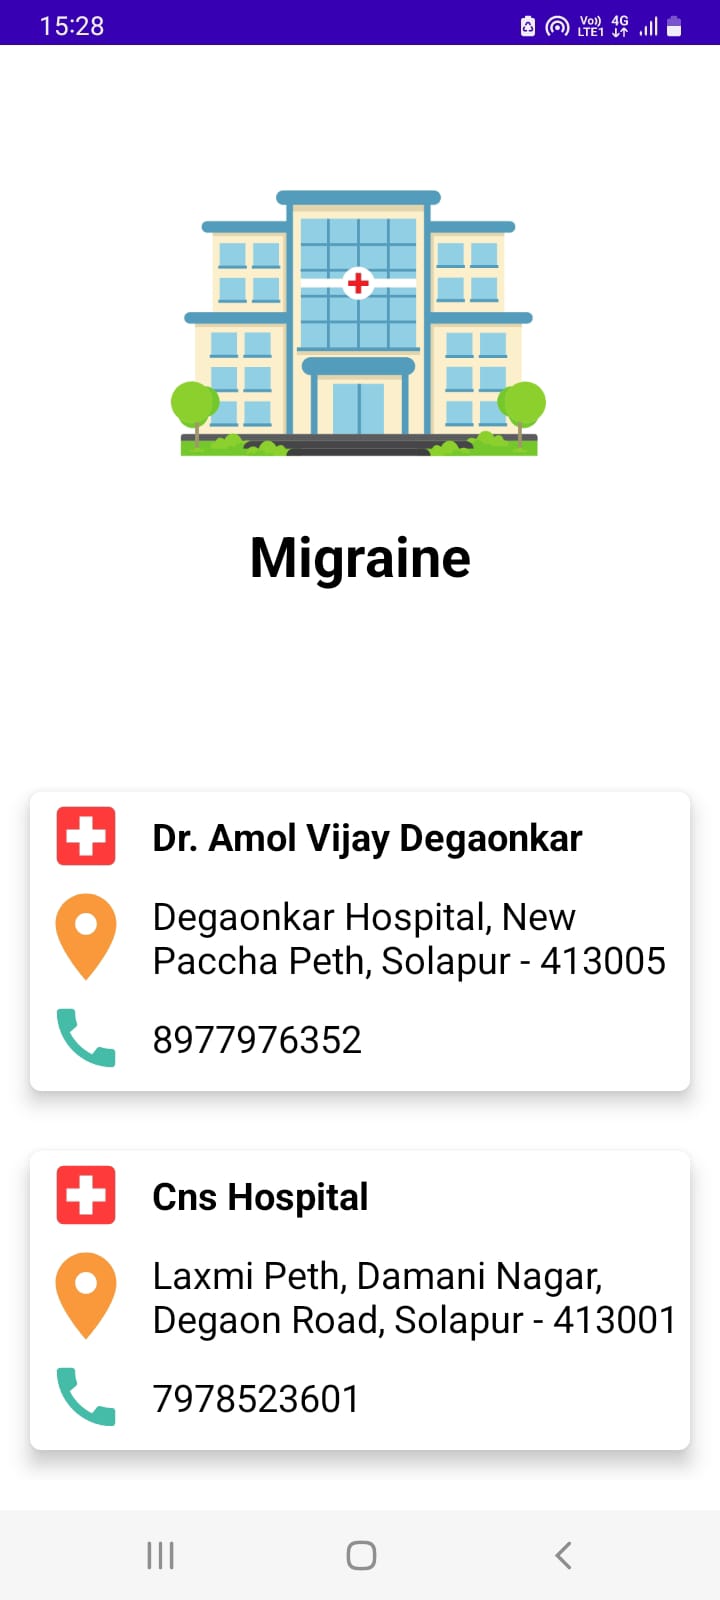 15:28
Vo))
LTE1
4G
Migraine
Dr. Amol Vijay Degaonkar
Degaonkar Hospital, New
Paccha Peth, Solapur - 413005
8977976352
Cns Hospital
Laxmi Peth, Damani Nagar,
Degaon Road, Solapur - 413001
7978523601